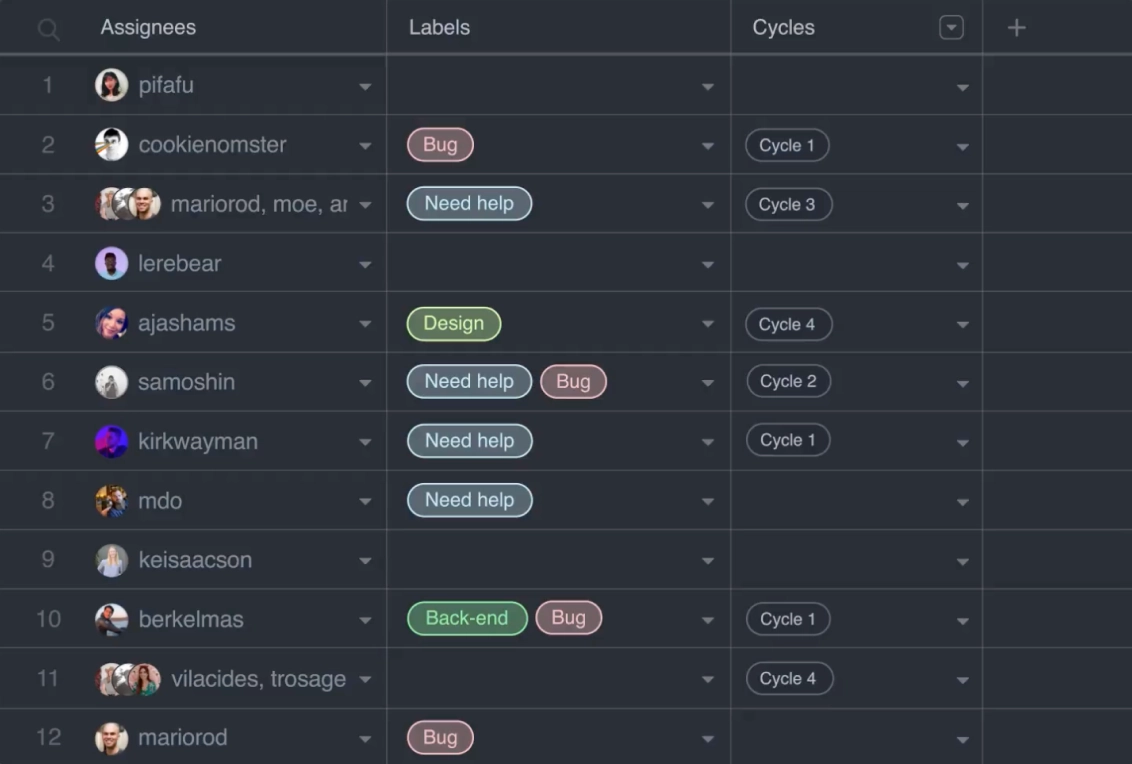 Assignees Labels Cycles +
1 pifafu
2 cookienomster Bug Cycle 1
3 mariorod, moe, ar Need help Cycle 3
4 lerebear
5 ajashams Design Cycle 4
6 samoshin Need help Bug Cycle 2
7 kirkwayman Need help Cycle 1
8 mdo Need help
9 keisaacson
10 berkelmas Back-end Bug Cycle 1
11 vilacides, trosage Cycle 4
12 mariorod Bug